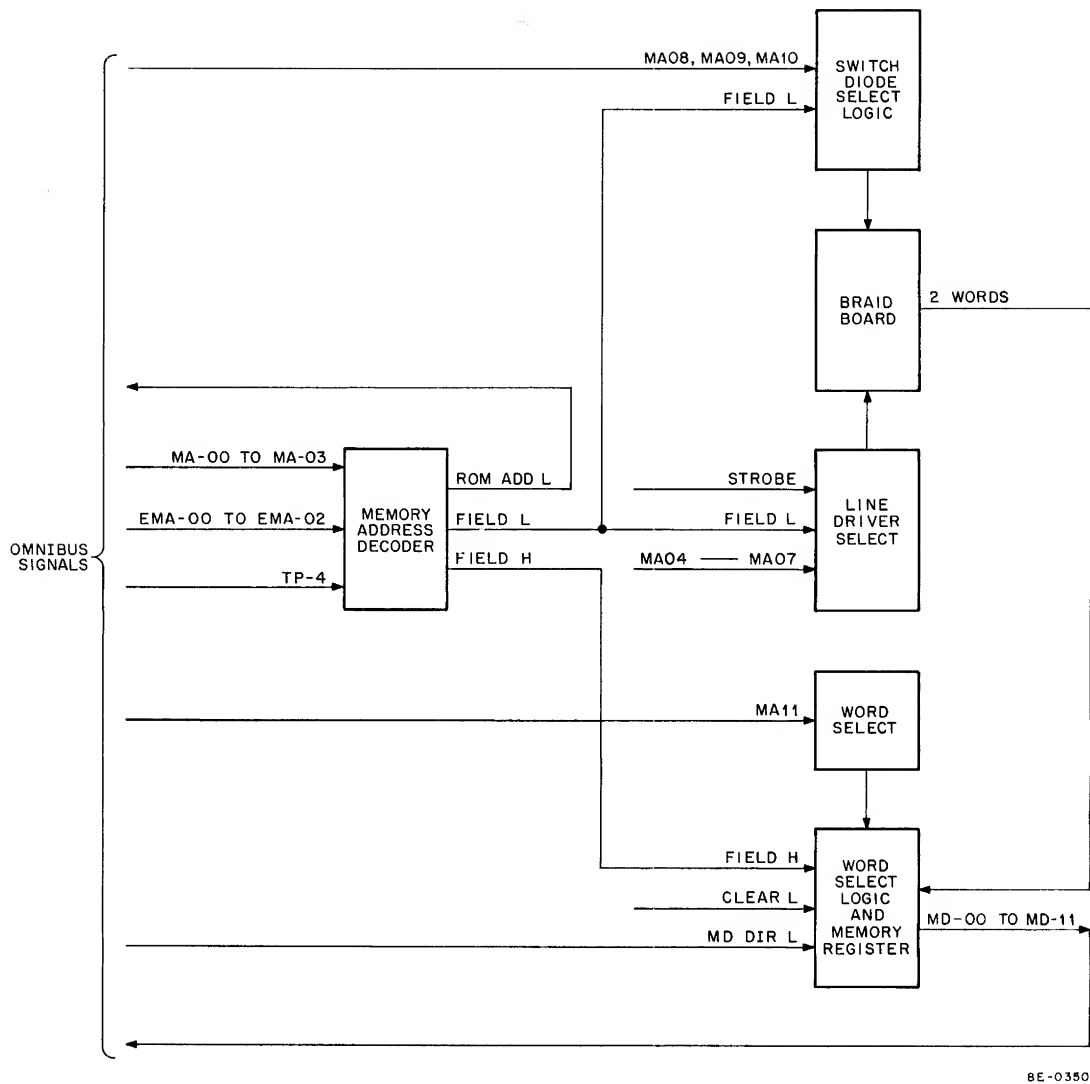 MA08, MA09, MA10
FIELD L
SWITCH
DIODE
SELECT
LOGIC
BRAID
BOARD
2 WORDS
MA-00 TO MA-03
EMA-00 TO EMA-02
TP-4
MEMORY
ADDRESS
DECODER
ROM ADD L
FIELD L
FIELD H
STROBE
FIELD L
MA04 — MA07
LINE
DRIVER
SELECT
OMNIBUS
SIGNALS
MA11
WORD
SELECT
FIELD H
CLEAR L
MD DIR L
WORD
SELECT
LOGIC
AND
MEMORY
REGISTER
MD-00 TO MD-11
8E-0350